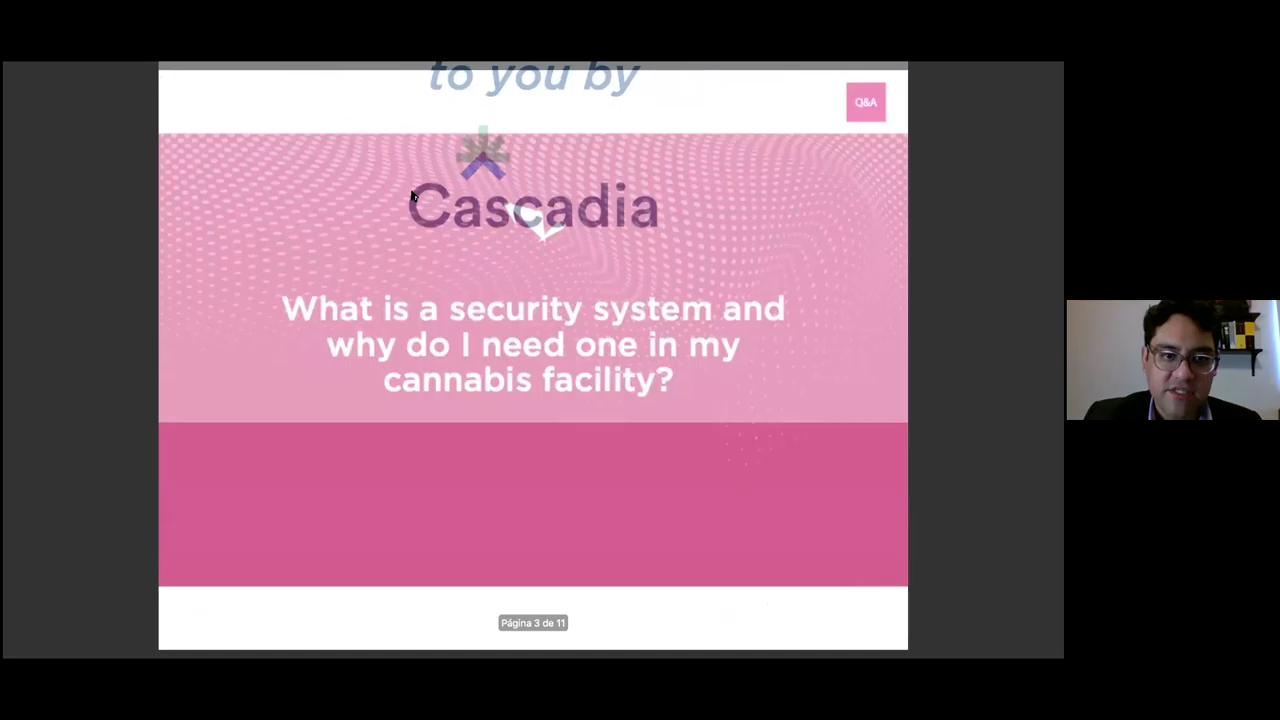 to you by
Q&A
Cascadia
What is a security system and
why do I need one in my
cannabis facility?
Página 3 de 11